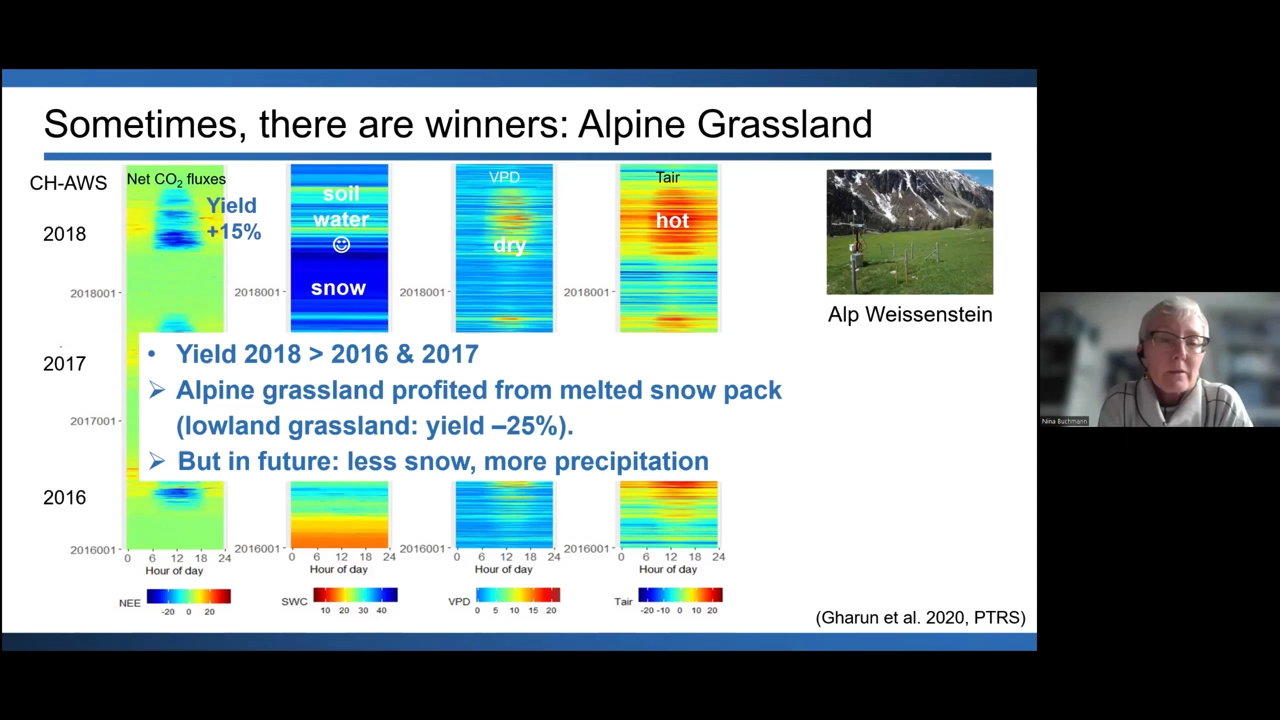 Sometimes, there are winners: Alpine Grassland
CH-AWS
Net CO₂ fluxes
Yield
+15%
soil
water
☺
snow
VPD
dry
Tair
hot
2018
2018001
2018001
2018001
2018001
Alp Weissenstein
2017
2017001
• Yield 2018 > 2016 & 2017
➢ Alpine grassland profited from melted snow pack
(lowland grassland: yield –25%).
➢ But in future: less snow, more precipitation
2016
2016001
2016001
2016001
2016001
0 6 12 18 24
0 6 12 18 24
0 6 12 18 24
0 6 12 18 24
Hour of day
Hour of day
Hour of day
Hour of day
NEE
-20 0 20
SWC
10 20 30 40
VPD
0 5 10 15 20
Tair
-20 -10 0 10 20
(Gharun et al. 2020, PTRS)
Nina Buchmann